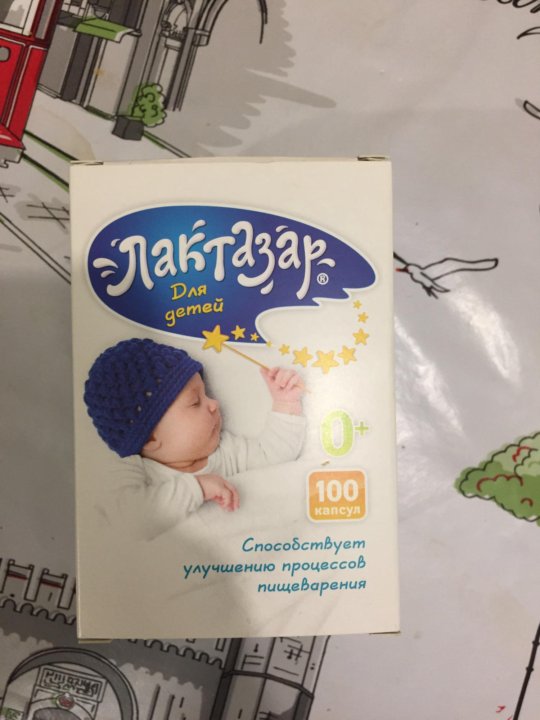 Лактазар®
Для
детей
0+
100
капсул
Способствует
улучшению процессов
пищеварения